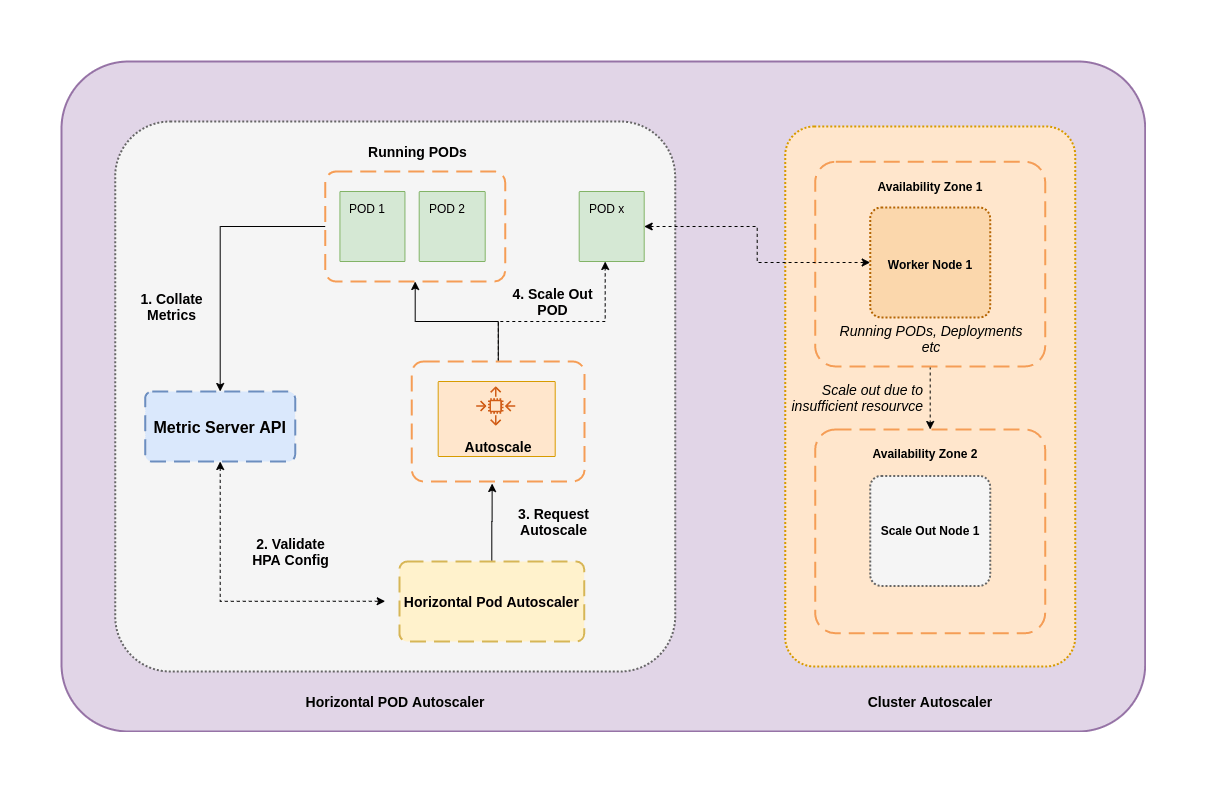 Running PODs
POD 1
POD 2
POD x
1. Collate
Metrics
4. Scale Out
POD
Metric Server API
Autoscale
3. Request
Autoscale
2. Validate
HPA Config
Horizontal Pod Autoscaler
Horizontal POD Autoscaler
Availability Zone 1
Worker Node 1
Running PODs, Deployments
etc
Scale out due to
insufficient resourvce
Availability Zone 2
Scale Out Node 1
Cluster Autoscaler